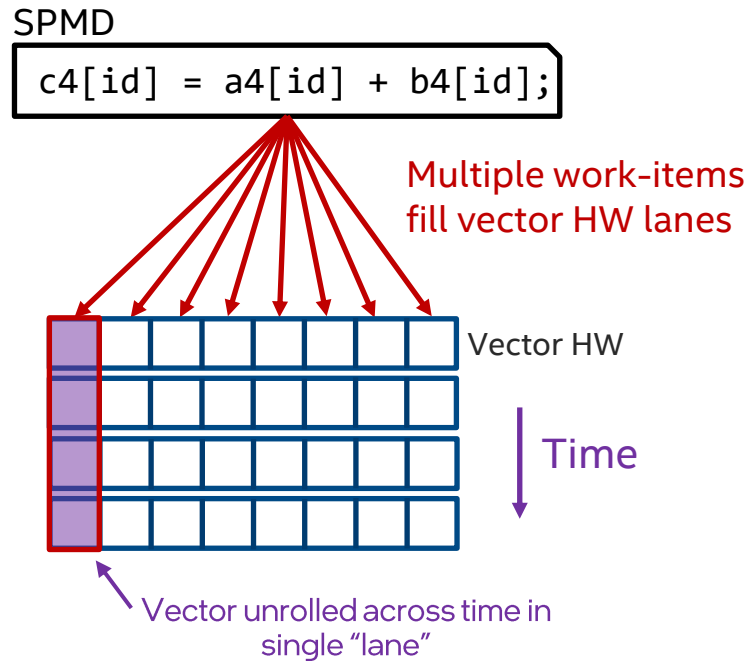 SPMD
c4[id] = a4[id] + b4[id];
Multiple work-items
fill vector HW lanes
Vector HW
Time
Vector unrolled across time in
single “lane”